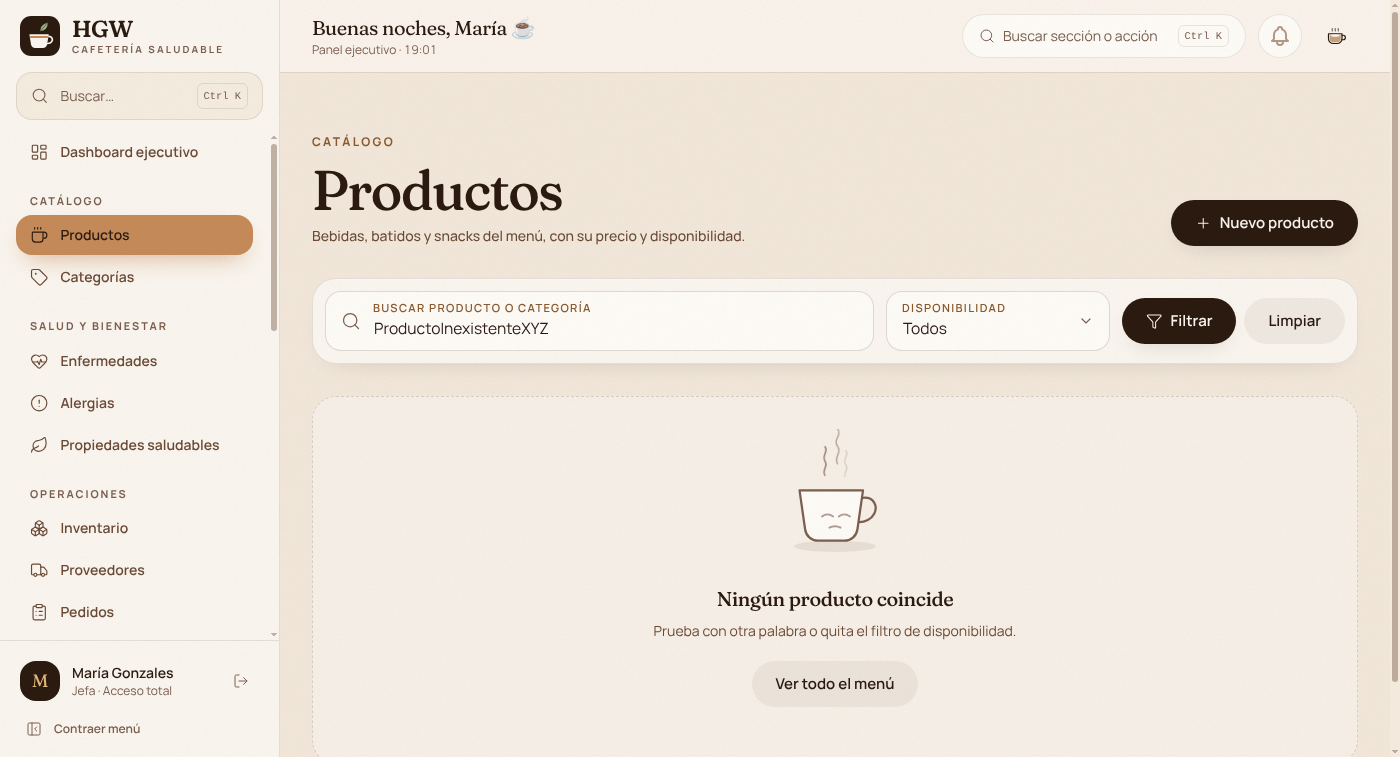 HGW
CAFETERÍA SALUDABLE
Buscar...
Ctrl K
Dashboard ejecutivo
CATÁLOGO
Productos
Categorías
SALUD Y BIENESTAR
Enfermedades
Alergias
Propiedades saludables
OPERACIONES
Inventario
Proveedores
Pedidos
M
María Gonzales
Jefa · Acceso total
Contraer menú
Buenas noches, María ☕
Panel ejecutivo · 19:01
Buscar sección o acción
Ctrl K
CATÁLOGO
Productos
Bebidas, batidos y snacks del menú, con su precio y disponibilidad.
+ Nuevo producto
BUSCAR PRODUCTO O CATEGORÍA
ProductoInexistenteXYZ
DISPONIBILIDAD
Todos
Filtrar
Limpiar
Ningún producto coincide
Prueba con otra palabra o quita el filtro de disponibilidad.
Ver todo el menú